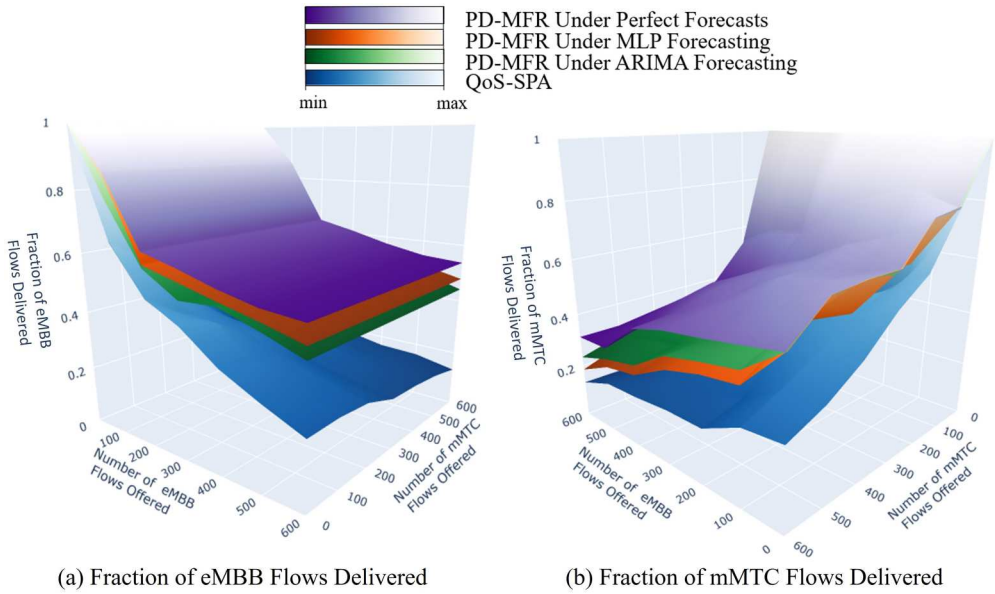 PD-MFR Under Perfect Forecasts
PD-MFR Under MLP Forecasting
PD-MFR Under ARIMA Forecasting
QoS-SPA
min max
1
0.8
0.6
0.4
0.2
Fraction of eMBB
Flows Delivered
0
100
200
300
400
500
600
Number of eMBB
Flows Offered
0
100
200
300
400
500
600
Number of mMTC
Flows Offered
1
0.8
0.6
0.4
0.2
Fraction of mMTC
Flows Delivered
600
500
400
300
200
100
0
Number of eMBB
Flows Offered
0
100
200
300
400
500
600
Number of mMTC
Flows Offered
(a) Fraction of eMBB Flows Delivered
(b) Fraction of mMTC Flows Delivered